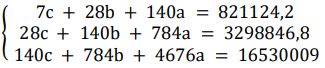 7c + 28b + 140a = 821124,2
28c + 140b + 784a = 3298846,8
140c + 784b + 4676a = 16530009